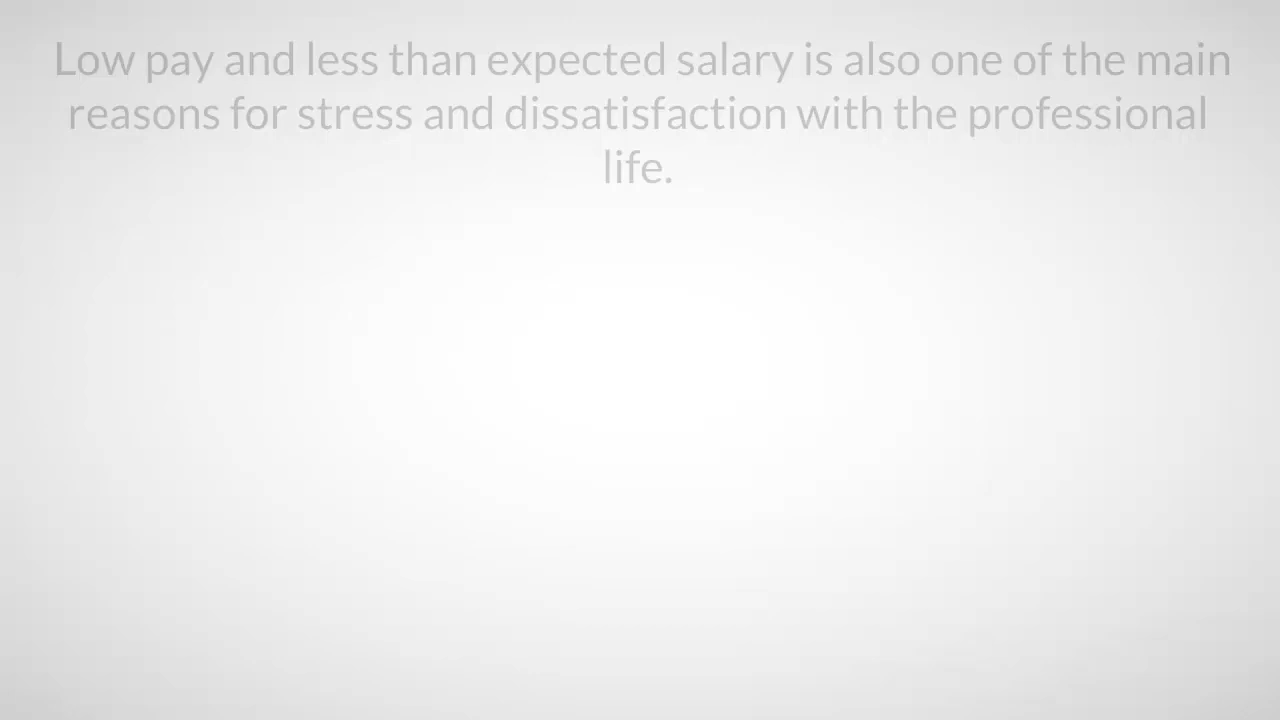 Low pay and less than expected salary is also one of the main
reasons for stress and dissatisfaction with the professional
life.